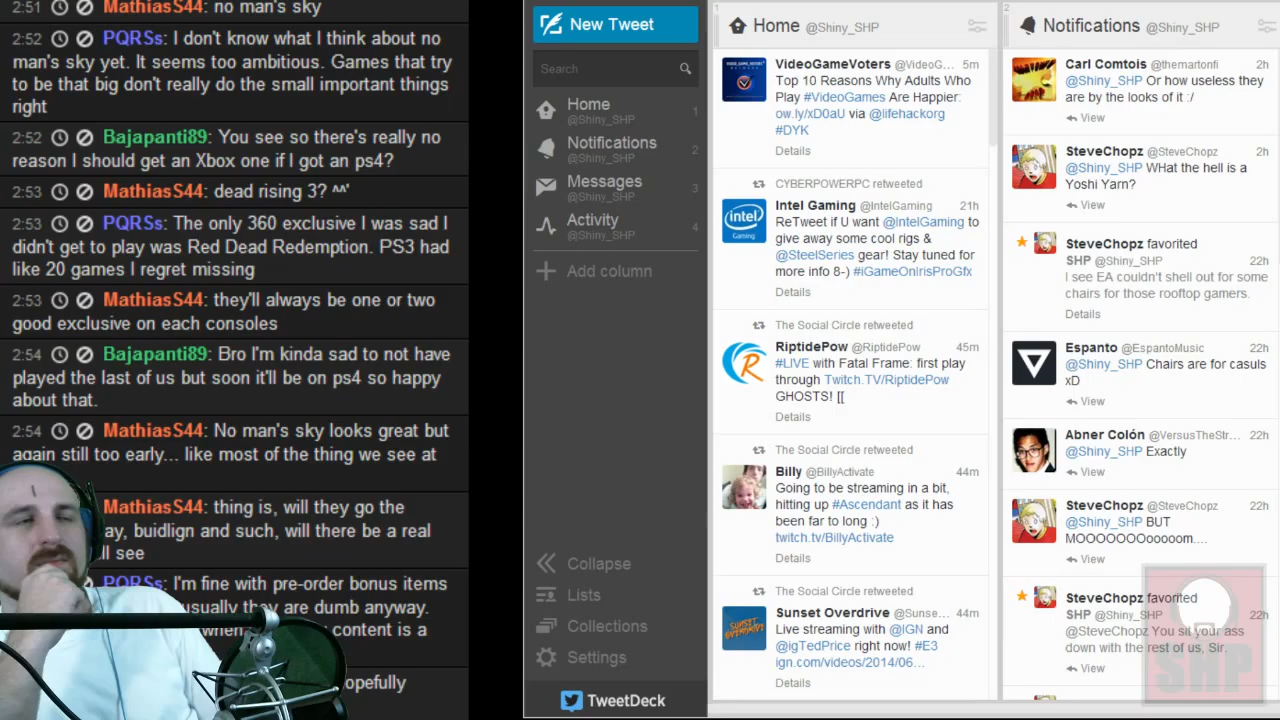 2:51 MathiasS44: no man's sky
2:52 PQRSs: I don't know what I think about no
man's sky yet. It seems too ambitious. Games that try
to be that big don't really do the small important things
right
2:52 Bajapanti89: You see so there's really no
reason I should get an Xbox one if I got an ps4?
2:53 MathiasS44: dead rising 3? ^^'
2:53 PQRSs: The only 360 exclusive I was sad I
didn't get to play was Red Dead Redemption. PS3 had
like 20 games I regret missing
2:53 MathiasS44: they'll always be one or two
good exclusive on each consoles
2:54 Bajapanti89: Bro I'm kinda sad to not have
played the last of us but soon it'll be on ps4 so happy
about that.
2:54 MathiasS44: No man's sky looks great but
again still too early... like most of the thing we see at
MathiasS44: thing is, will they go the
ay, buidlign and such, will there be a real
ll see
PQRSs: I'm fine with pre-order bonus items
usually they are dumb anyway.
when
content is a
opefully
New Tweet
Search
Home 1
@Shiny_SHP
Notifications 2
@Shiny_SHP
Messages 3
@Shiny_SHP
Activity 4
@Shiny_SHP
Add column
Collapse
Lists
Collections
Settings
TweetDeck
1
Home @Shiny_SHP
VideoGameVoters @VideoG... 5m
Top 10 Reasons Why Adults Who
Play #VideoGames Are Happier:
ow.ly/xD0aU via @lifehackorg
#DYK
Details
CYBERPOWERPC retweeted
Intel Gaming @IntelGaming 21h
ReTweet if U want @IntelGaming to
give away some cool rigs &
@SteelSeries gear! Stay tuned for
more info 8-) #iGameOnIrisProGfx
Details
The Social Circle retweeted
RiptidePow @RiptidePow 45m
#LIVE with Fatal Frame: first play
through Twitch.TV/RiptidePow
GHOSTS! [[
Details
The Social Circle retweeted
Billy @BillyActivate 44m
Going to be streaming in a bit,
hitting up #Ascendant as it has
been far to long :)
twitch.tv/BillyActivate
Details
The Social Circle retweeted
Sunset Overdrive @Sunse... 44m
Live streaming with @IGN and
@igTedPrice right now! #E3
ign.com/videos/2014/06...
Details
2
Notifications @Shiny_SHP
Carl Comtois @themartonfi 2h
@Shiny_SHP Or how useless they
are by the looks of it :/
View
SteveChopz @SteveChopz 2h
@Shiny_SHP WHat the hell is a
Yoshi Yarn?
View
SteveChopz favorited
SHP @Shiny_SHP 22h
I see EA couldn't shell out for some
chairs for those rooftop gamers.
Details
Espanto @EspantoMusic 22h
@Shiny_SHP Chairs are for casuls
xD
View
Abner Colón @VersusTheStr... 22h
@Shiny_SHP Exactly
View
SteveChopz @SteveChopz 22h
@Shiny_SHP BUT
MOOOOOOOooooom....
View
SteveChopz favorited
SHP @Shiny_SHP 22h
@SteveChopz You sit your ass
down with the rest of us, Sir.
View
SHP
intel
Gaming
SUNSET
OVERDRIVE